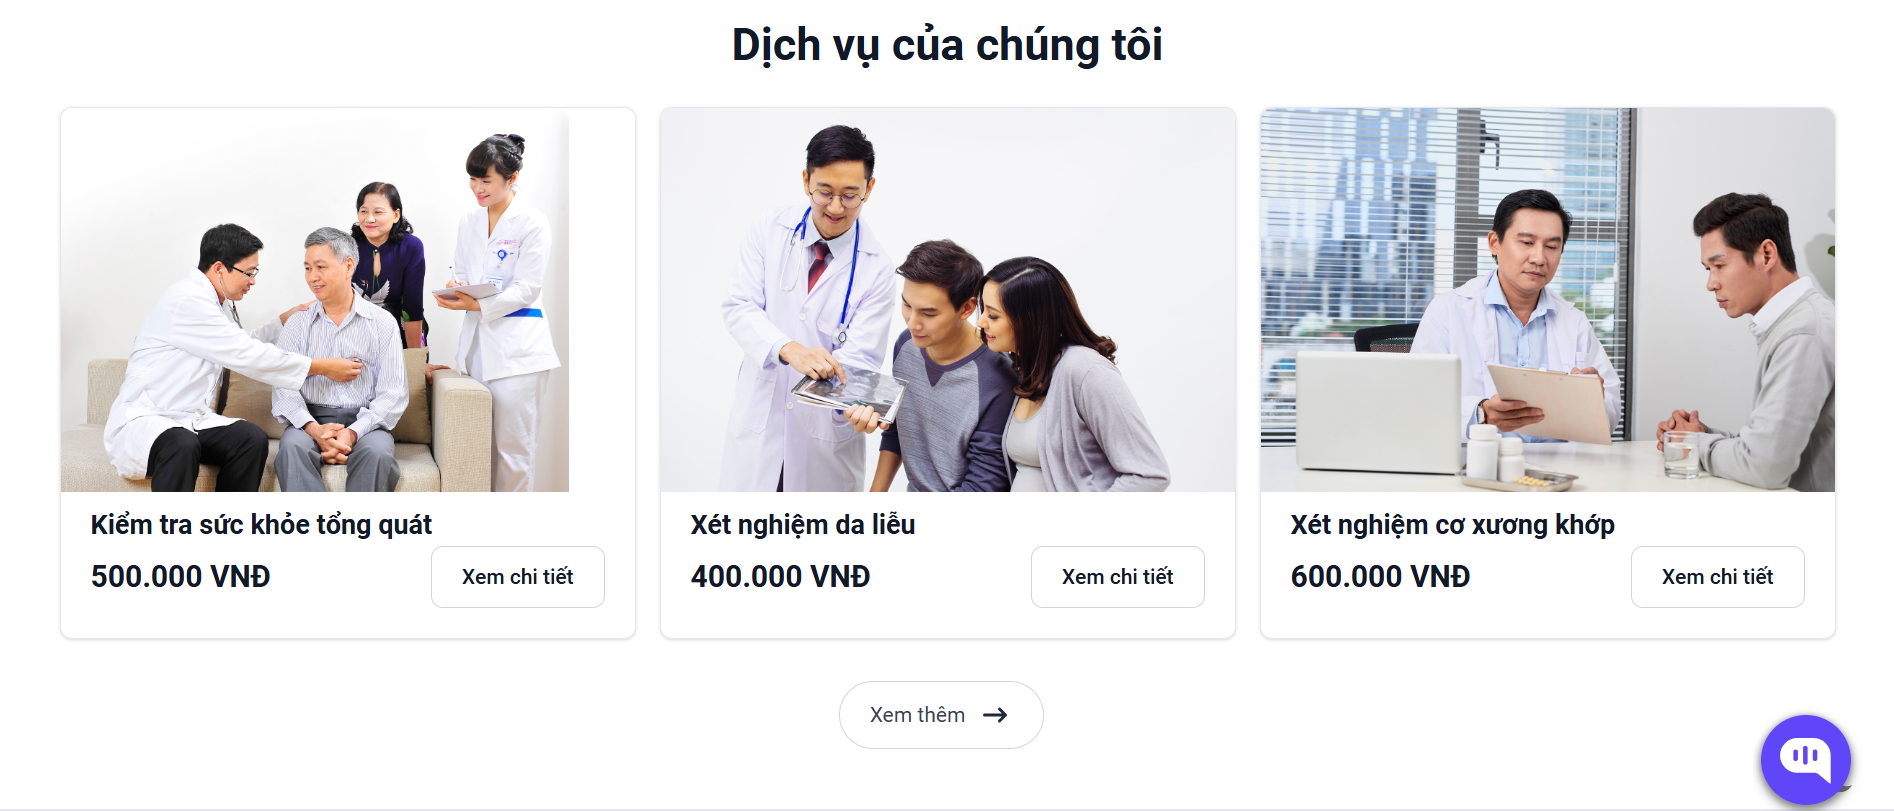 Dịch vụ của chúng tôi
Kiểm tra sức khỏe tổng quát
500.000 VNĐ
Xem chi tiết
Xét nghiệm da liễu
400.000 VNĐ
Xem chi tiết
Xét nghiệm cơ xương khớp
600.000 VNĐ
Xem chi tiết
Xem thêm